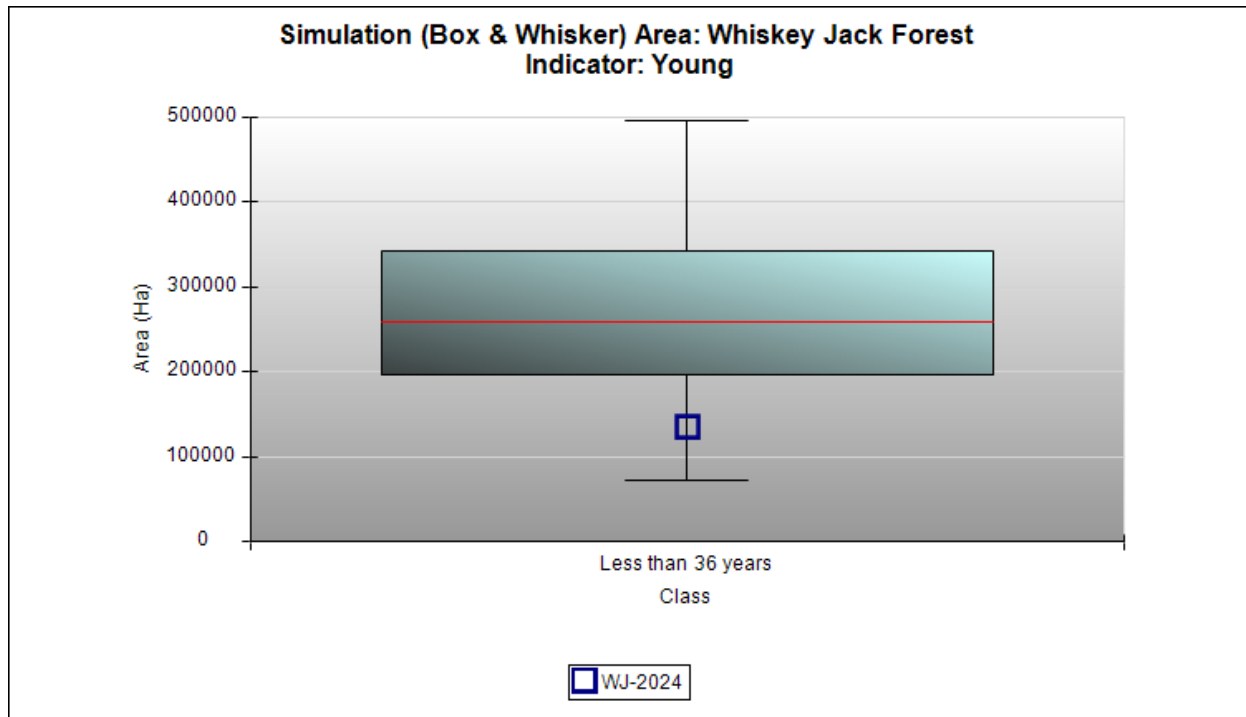 Simulation (Box & Whisker) Area: Whiskey Jack Forest
Indicator: Young
500000
400000
300000
200000
100000
0
Area (Ha)
Less than 36 years
Class
WJ-2024